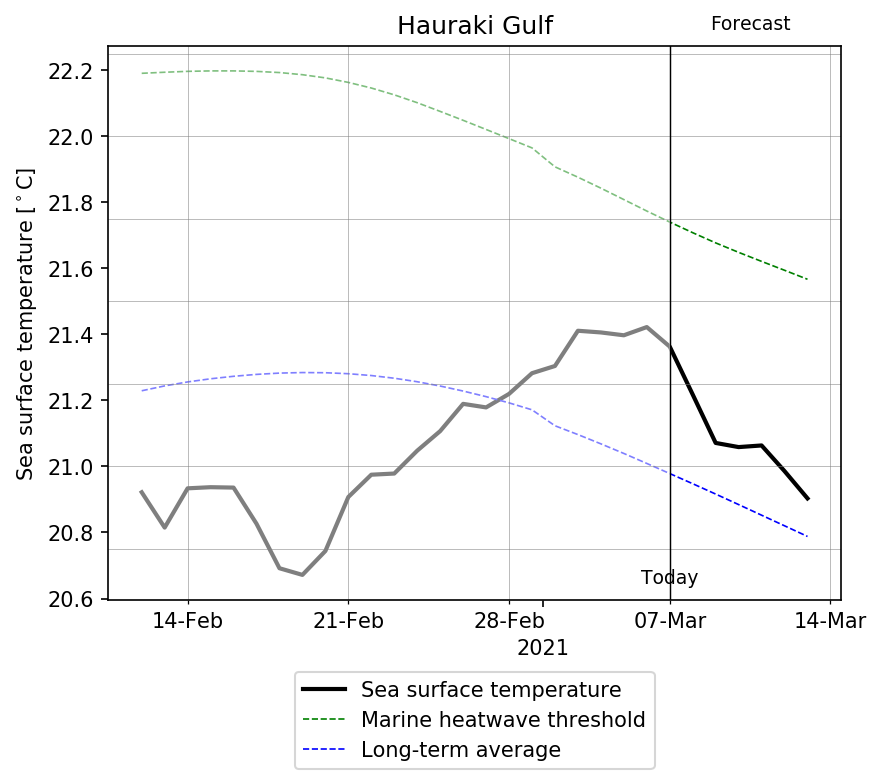 Hauraki Gulf
Forecast
Sea surface temperature [°C]
22.2
22.0
21.8
21.6
21.4
21.2
21.0
20.8
20.6
Today
14-Feb 21-Feb 28-Feb 07-Mar 14-Mar
2021
Sea surface temperature
Marine heatwave threshold
Long-term average